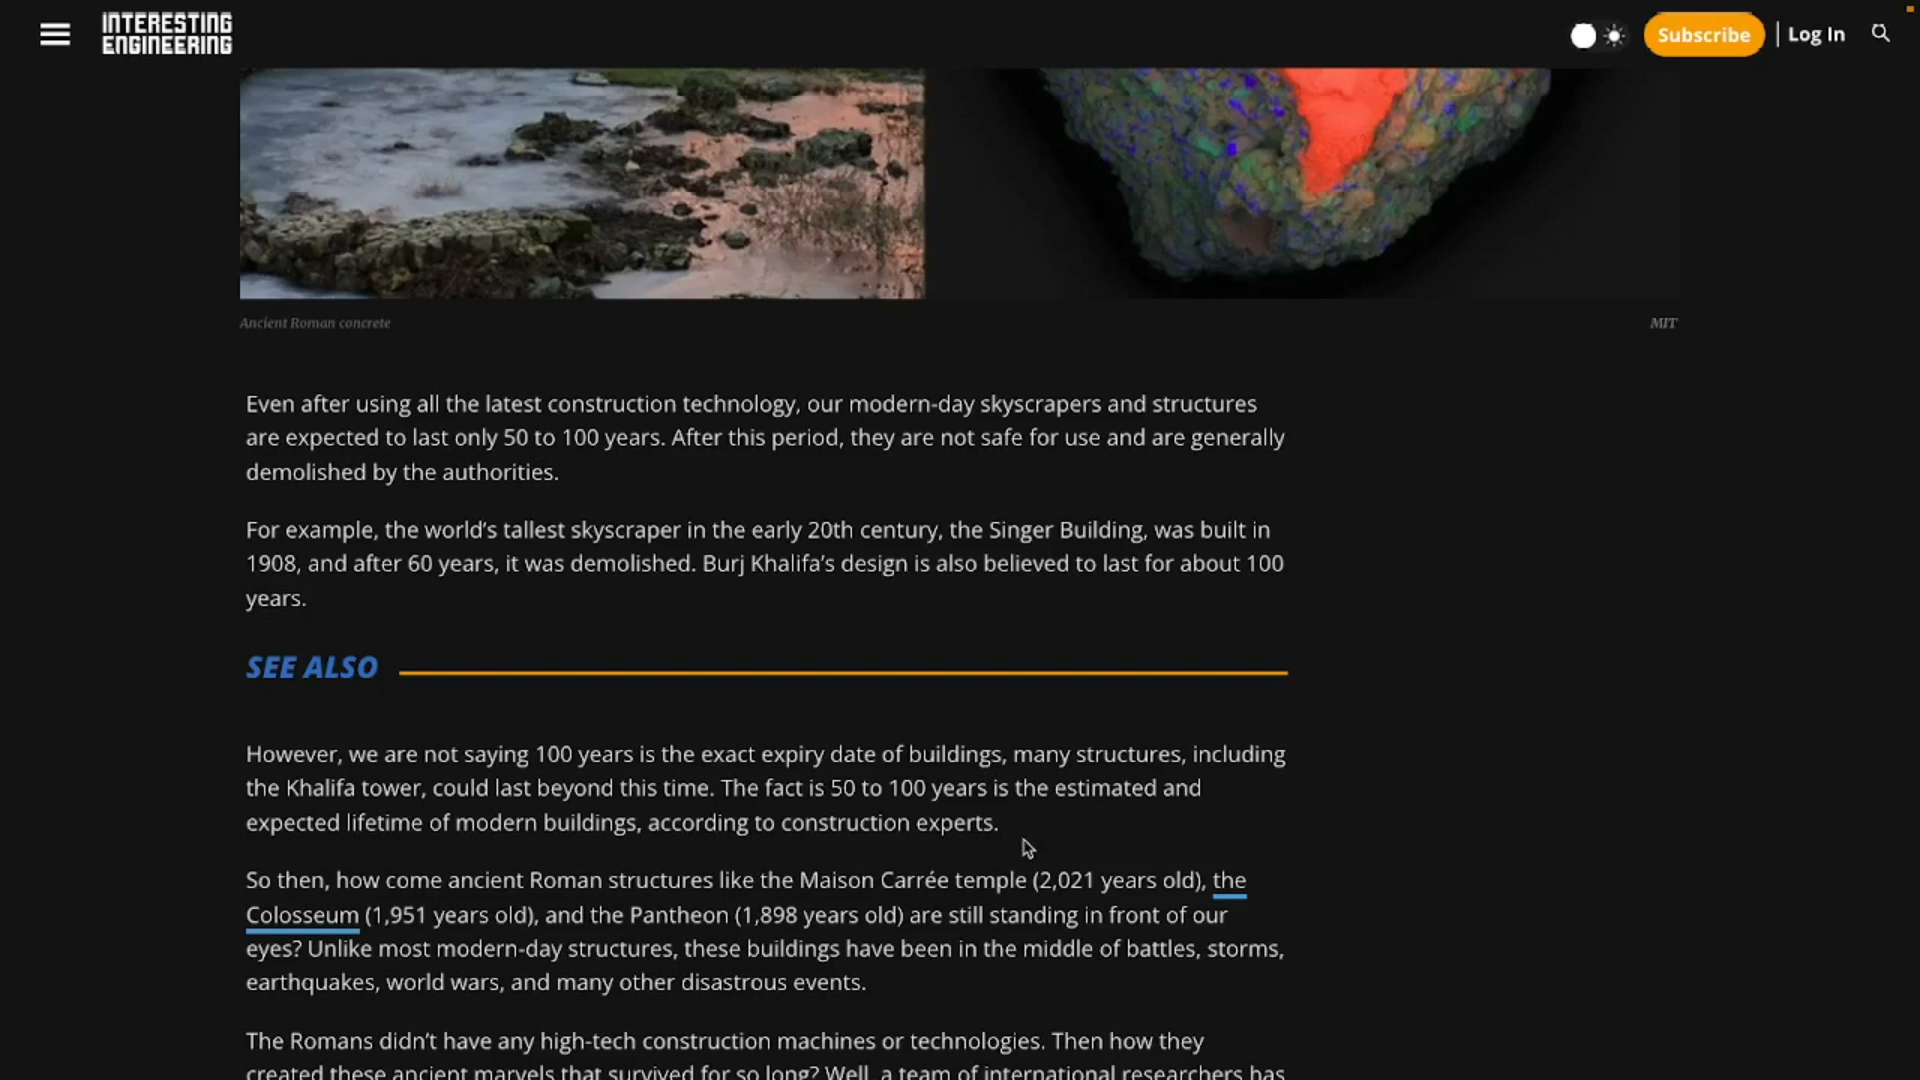 INTERESTING
ENGINEERING
Subscribe
Log In
Ancient Roman concrete
MIT
Even after using all the latest construction technology, our modern-day skyscrapers and structures
are expected to last only 50 to 100 years. After this period, they are not safe for use and are generally
demolished by the authorities.
For example, the world’s tallest skyscraper in the early 20th century, the Singer Building, was built in
1908, and after 60 years, it was demolished. Burj Khalifa’s design is also believed to last for about 100
years.
SEE ALSO
However, we are not saying 100 years is the exact expiry date of buildings, many structures, including
the Khalifa tower, could last beyond this time. The fact is 50 to 100 years is the estimated and
expected lifetime of modern buildings, according to construction experts.
So then, how come ancient Roman structures like the Maison Carrée temple (2,021 years old), the
Colosseum (1,951 years old), and the Pantheon (1,898 years old) are still standing in front of our
eyes? Unlike most modern-day structures, these buildings have been in the middle of battles, storms,
earthquakes, world wars, and many other disastrous events.
The Romans didn’t have any high-tech construction machines or technologies. Then how they
created these ancient marvels that survived for so long? Well, a team of international researchers has